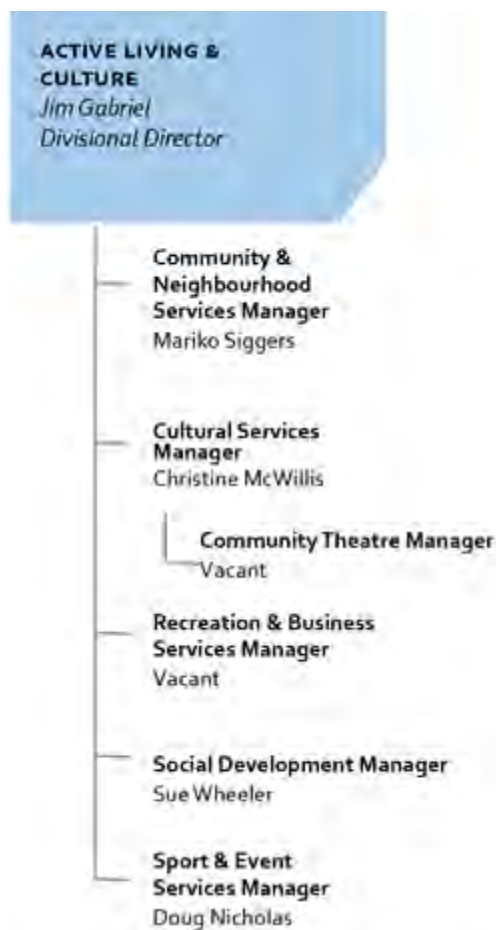 ACTIVE LIVING &
CULTURE
Jim Gabriel
Divisional Director
Community &
Neighbourhood
Services Manager
Mariko Siggers
Cultural Services
Manager
Christine McWillis
Community Theatre Manager
Vacant
Recreation & Business
Services Manager
Vacant
Social Development Manager
Sue Wheeler
Sport & Event
Services Manager
Doug Nicholas